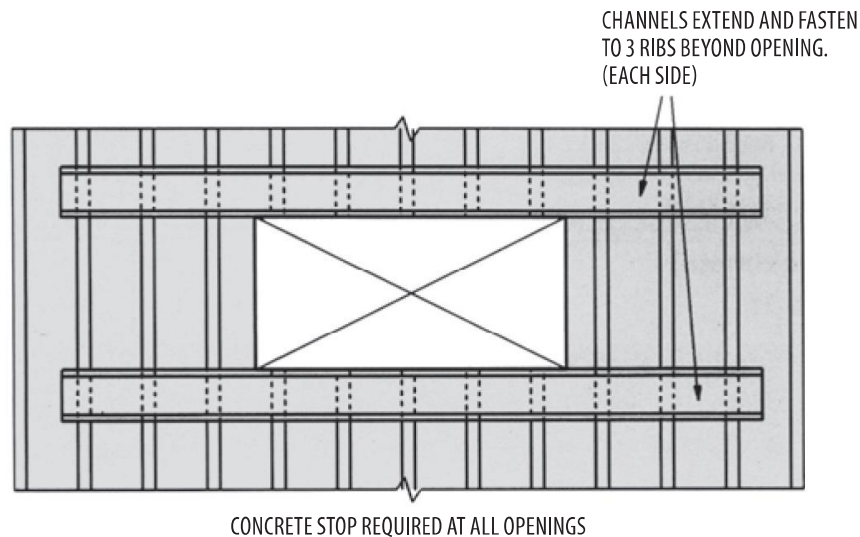 CHANNELS EXTEND AND FASTEN
TO 3 RIBS BEYOND OPENING.
(EACH SIDE)
CONCRETE STOP REQUIRED AT ALL OPENINGS